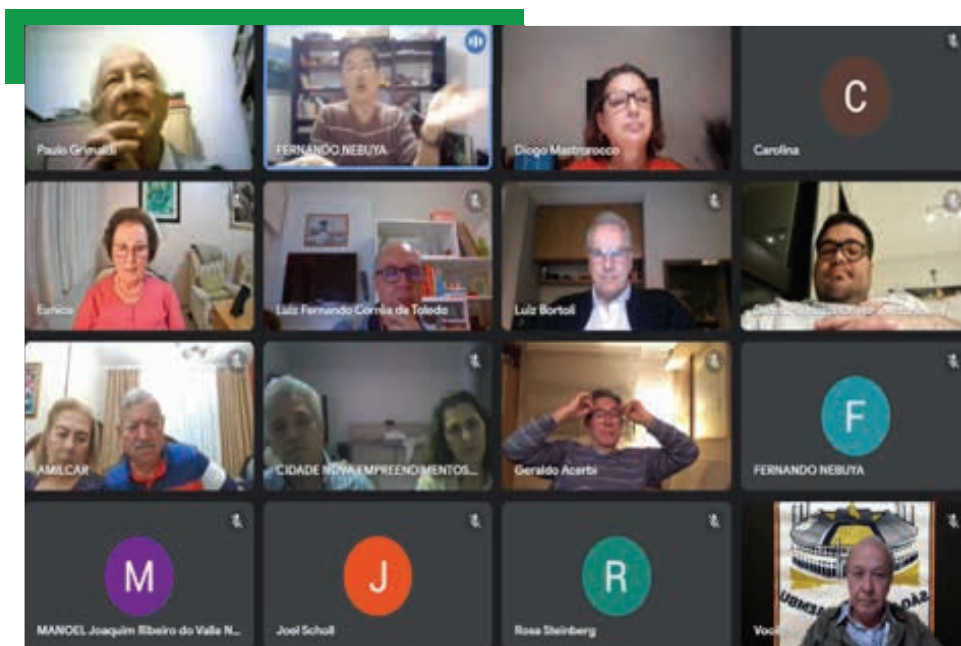 Paulo Grimaldi
FERNANDO NEBUYA
Diogo Mastrorocco
C
Carolina
Eunice
Luiz Fernando Corrêa de Toledo
Luiz Bortoli
AMILCAR
CIDADE NOVA EMPREENDIMENTOS...
Geraldo Acerbi
F
FERNANDO NEBUYA
M
MANOEL Joaquim Ribeiro do Valle N...
J
Joel Scholl
R
Rosa Steinberg
Você